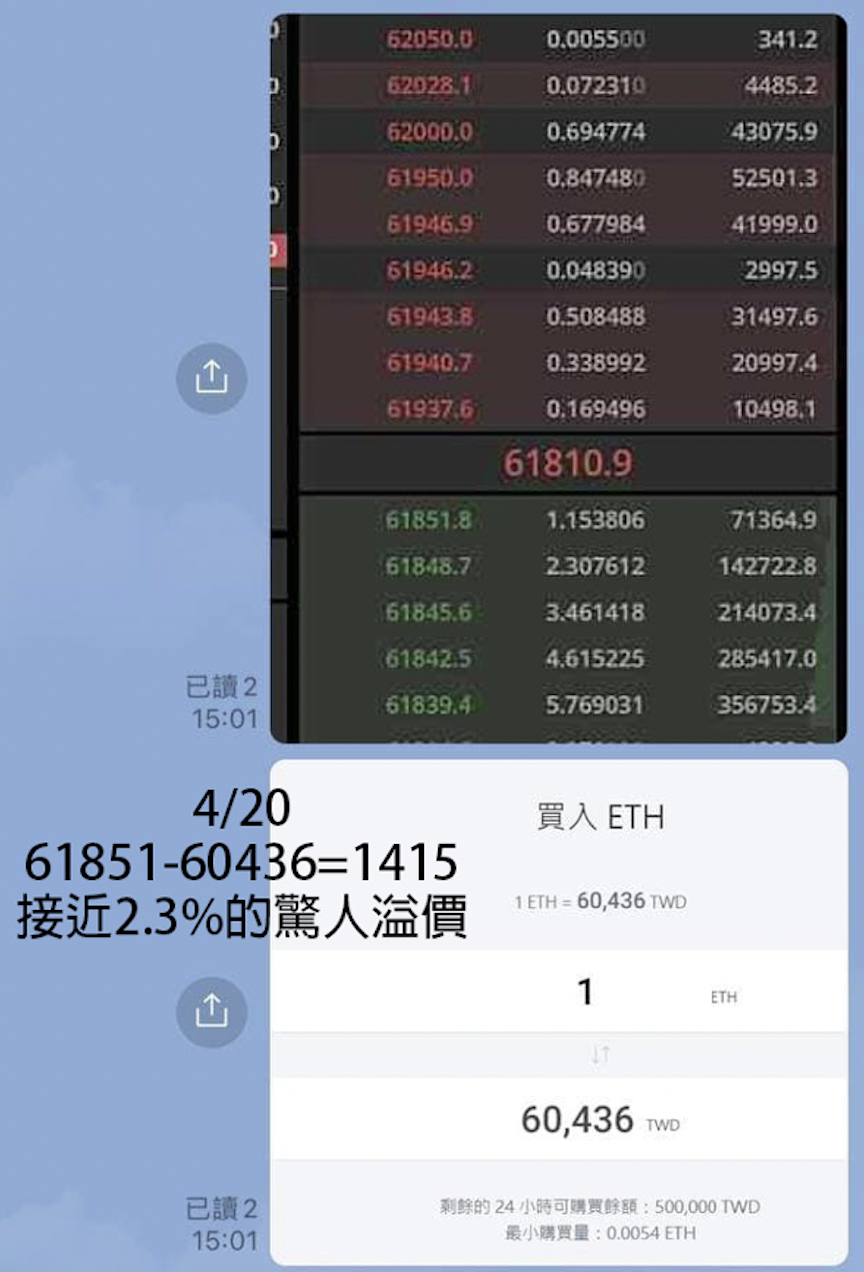 62050.0 0.005500 341.2
62028.1 0.072310 4485.2
62000.0 0.694774 43075.9
61950.0 0.847480 52501.3
61946.9 0.677984 41999.0
61946.2 0.048390 2997.5
61943.8 0.508488 31497.6
61940.7 0.338992 20997.4
61937.6 0.169496 10498.1
61810.9
61851.8 1.153806 71364.9
61848.7 2.307612 142722.8
61845.6 3.461418 214073.4
61842.5 4.615225 285417.0
61839.4 5.769031 356753.4
已讀 2
15:01
4/20
61851-60436=1415
接近2.3%的驚人溢價
買入 ETH
1 ETH = 60,436 TWD
1 ETH
↓↑
60,436 TWD
剩餘的 24 小時可購買餘額：500,000 TWD
最小購買量：0.0054 ETH
已讀 2
15:01